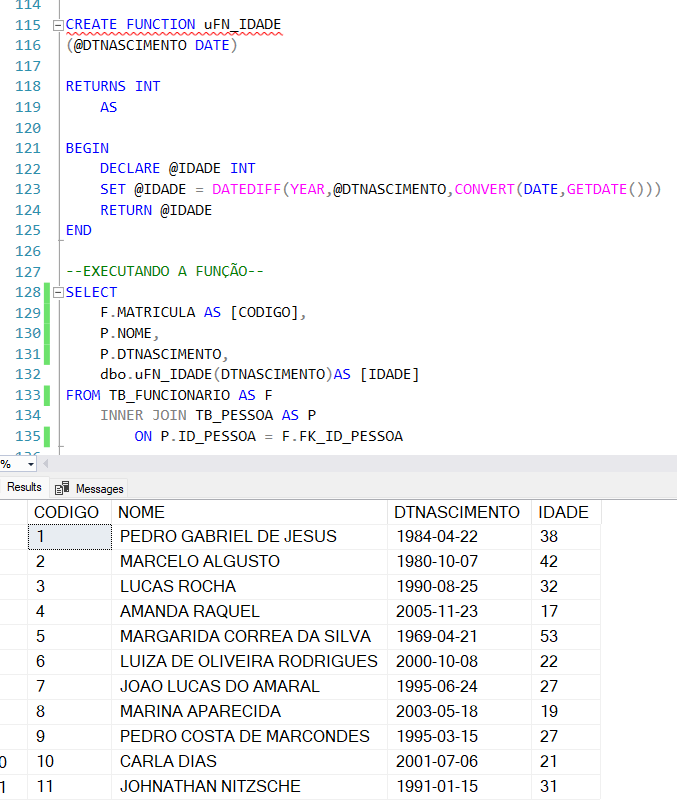 114
115 CREATE FUNCTION uFN_IDADE
116 (@DTNASCIMENTO DATE)
117
118 RETURNS INT
119 AS
120
121 BEGIN
122 DECLARE @IDADE INT
123 SET @IDADE = DATEDIFF(YEAR,@DTNASCIMENTO,CONVERT(DATE,GETDATE()))
124 RETURN @IDADE
125 END
126
127 --EXECUTANDO A FUNÇÃO--
128 SELECT
129 F.MATRICULA AS [CODIGO],
130 P.NOME,
131 P.DTNASCIMENTO,
132 dbo.uFN_IDADE(DTNASCIMENTO)AS [IDADE]
133 FROM TB_FUNCIONARIO AS F
134 INNER JOIN TB_PESSOA AS P
135 ON P.ID_PESSOA = F.FK_ID_PESSOA
%
Results Messages
CODIGO NOME DTNASCIMENTO IDADE
1 PEDRO GABRIEL DE JESUS 1984-04-22 38
2 MARCELO ALGUSTO 1980-10-07 42
3 LUCAS ROCHA 1990-08-25 32
4 AMANDA RAQUEL 2005-11-23 17
5 MARGARIDA CORREA DA SILVA 1969-04-21 53
6 LUIZA DE OLIVEIRA RODRIGUES 2000-10-08 22
7 JOAO LUCAS DO AMARAL 1995-06-24 27
8 MARINA APARECIDA 2003-05-18 19
9 PEDRO COSTA DE MARCONDES 1995-03-15 27
0 10 CARLA DIAS 2001-07-06 21
1 11 JOHNATHAN NITZSCHE 1991-01-15 31